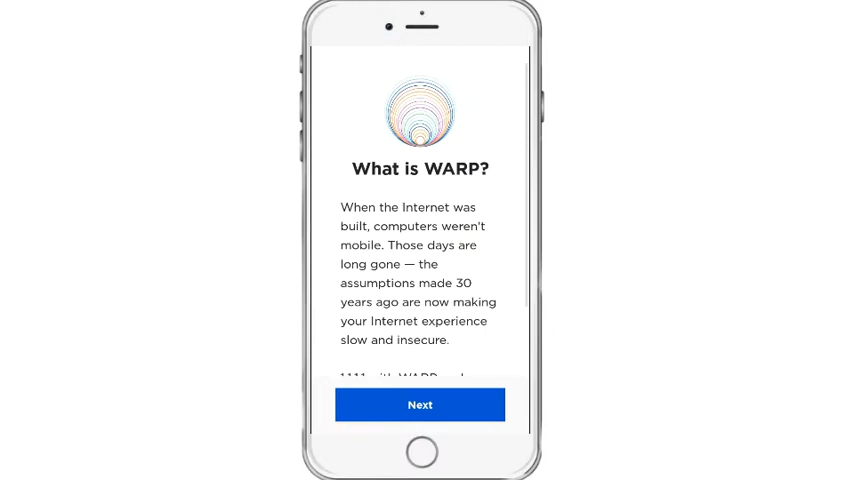 What is WARP?
When the Internet was
built, computers weren't
mobile. Those days are
long gone — the
assumptions made 30
years ago are now making
your Internet experience
slow and insecure.
Next